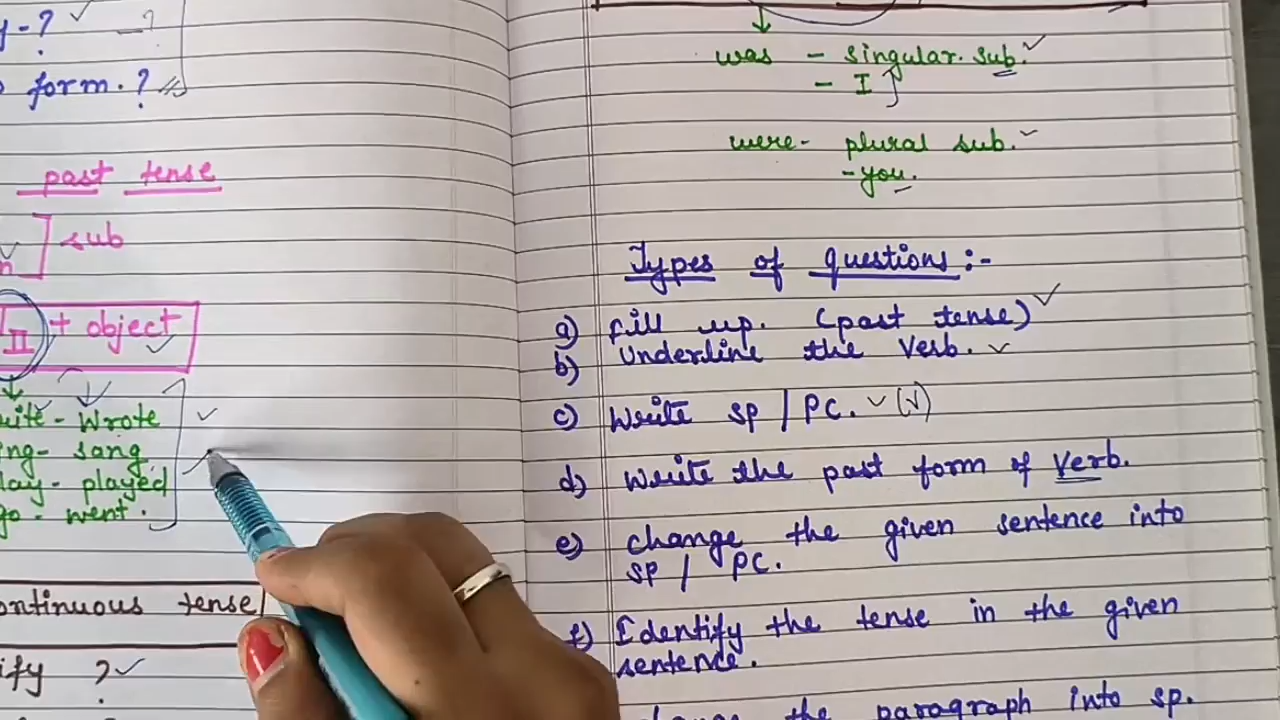 y-? _?
form.?
past tense
sub
II + object
write - Wrote
sing - sang
play - played
go - went.
continuous tense
?
was - singular. sub.
- I
were - plural sub.
- you.
Types of questions :-
a) Fill up. (past tense)
b) Underline the verb.
c) Write SP / PC. (√)
d) Write the past form of verb.
e) change the given sentence into
SP / PC.
f) Identify the tense in the given
sentence.
the paragraph into sp.